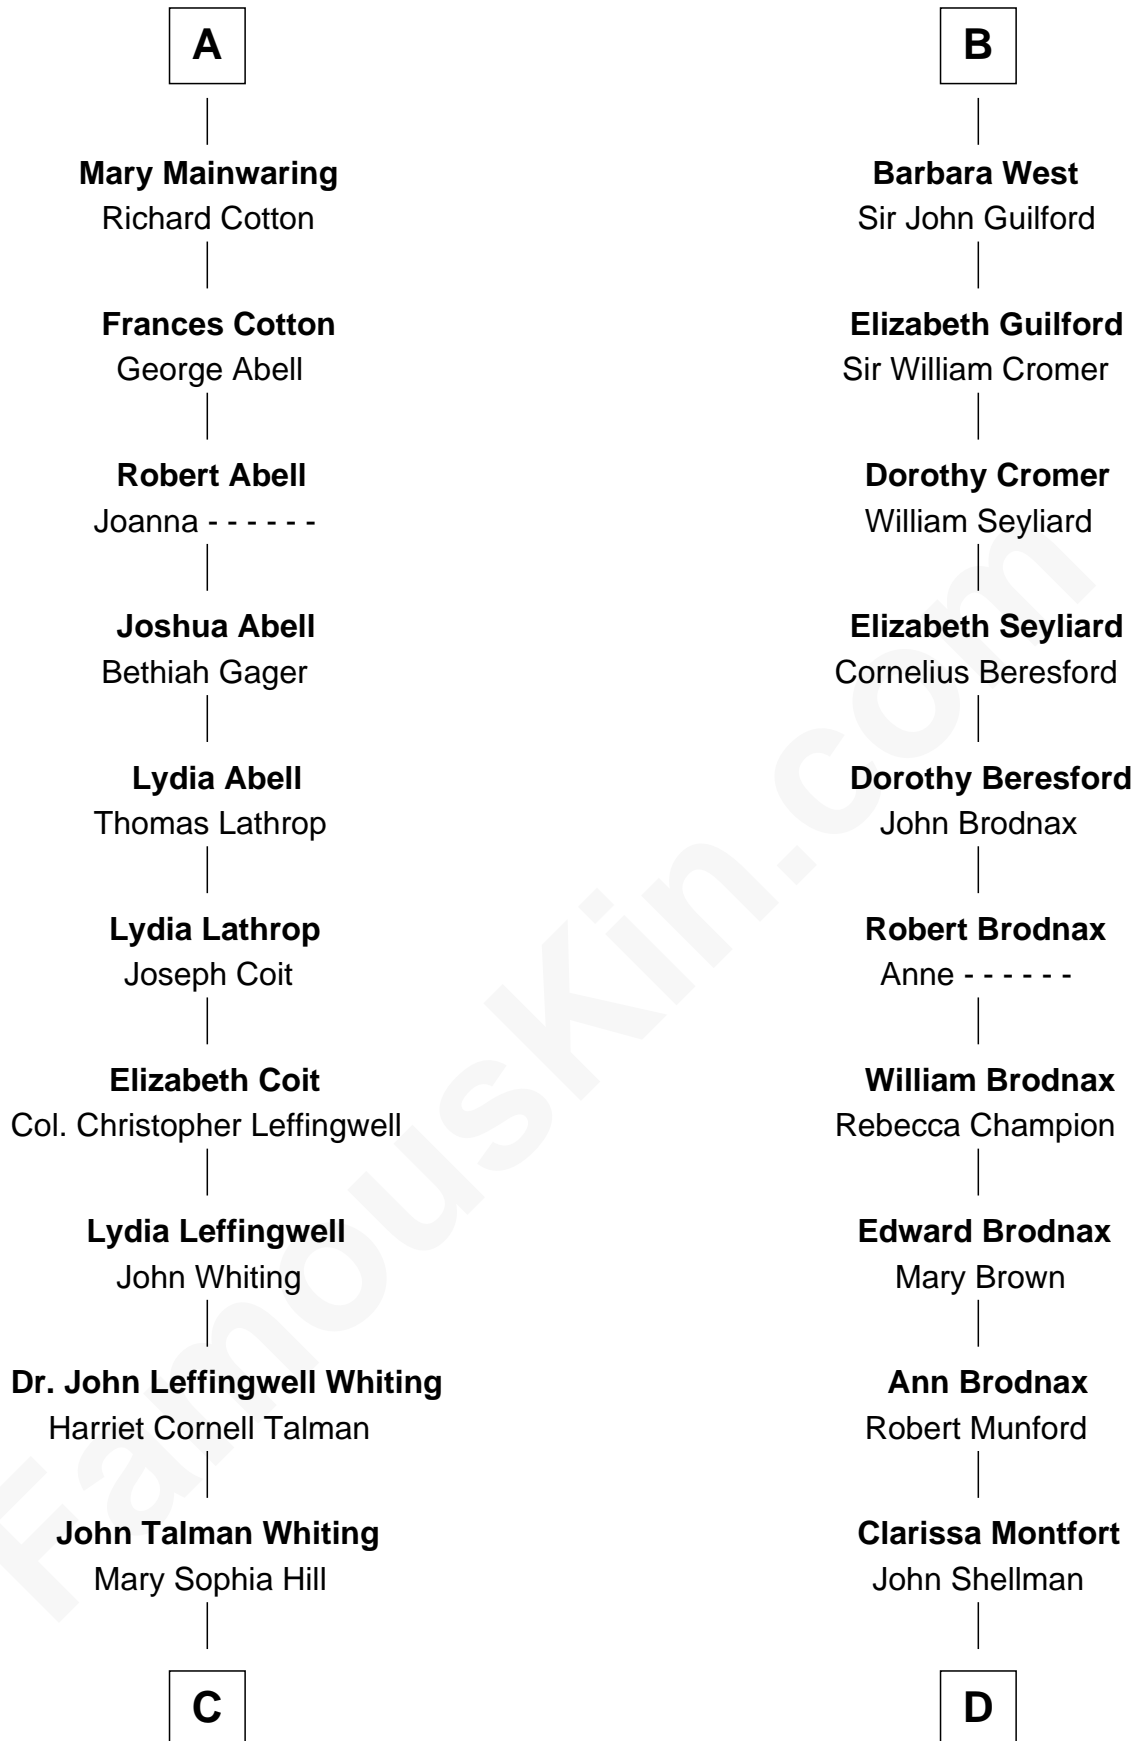 A
Mary Mainwaring
Richard Cotton
Frances Cotton
George Abell
Robert Abell
Joanna - - - - - -
Joshua Abell
Bethiah Gager
Lydia Abell
Thomas Lathrop
Lydia Lathrop
Joseph Coit
Elizabeth Coit
Col. Christopher Leffingwell
Lydia Leffingwell
John Whiting
Dr. John Leffingwell Whiting
Harriet Cornell Talman
John Talman Whiting
Mary Sophia Hill
C
B
Barbara West
Sir John Guilford
Elizabeth Guilford
Sir William Cromer
Dorothy Cromer
William Seyliard
Elizabeth Seyliard
Cornelius Beresford
Dorothy Beresford
John Brodnax
Robert Brodnax
Anne - - - - - -
William Brodnax
Rebecca Champion
Edward Brodnax
Mary Brown
Ann Brodnax
Robert Munford
Clarissa Montfort
John Shellman
D
FamousKin.com